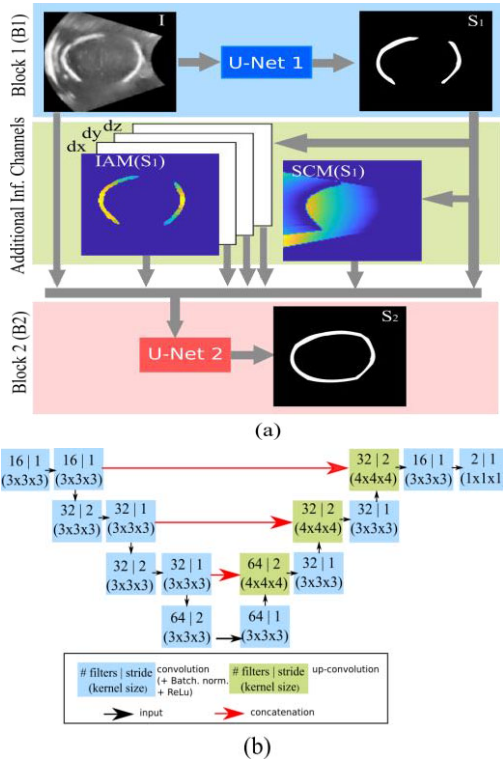 Block 1 (B1)
I
U-Net 1
S1
Additional Inf. Channels
dx
dy
dz
IAM(S1)
SCM(S1)
Block 2 (B2)
U-Net 2
S2
(a)
16 | 1
(3x3x3)
16 | 1
(3x3x3)
32 | 2
(4x4x4)
16 | 1
(3x3x3)
2 | 1
(1x1x1
32 | 2
(3x3x3)
32 | 1
(3x3x3)
32 | 2
(4x4x4)
32 | 1
(3x3x3)
32 | 2
(3x3x3)
32 | 1
(3x3x3)
64 | 2
(4x4x4)
32 | 1
(3x3x3)
64 | 2
(3x3x3)
64 | 1
(3x3x3)
# filters | stride
(kernel size)
convolution
(+ Batch. norm.
+ ReLu)
# filters | stride
(kernel size)
up-convolution
input
concatenation
(b)